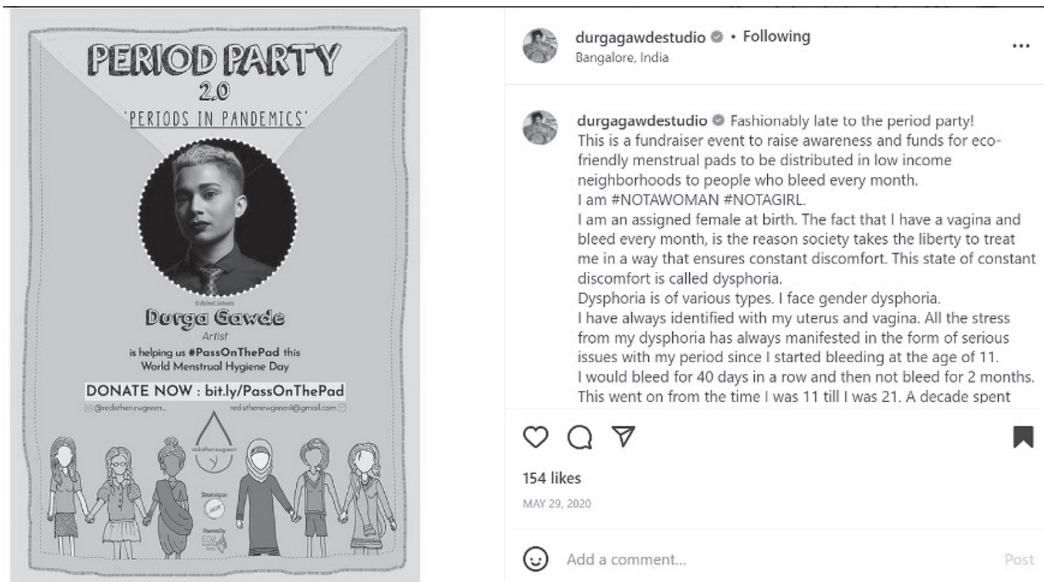 PERIOD PARTY
2.0
'PERIODS IN PANDEMICS'
Durga Gawde
Artist
is helping us #PassOnThePad this
World Menstrual Hygiene Day
DONATE NOW : bit.ly/PassOnThePad
@redisthenewgreen_ redisthenewgreen1@gmail.com
redisthenewgreen
Powered by
durgagawdestudio • Following
Bangalore, India
durgagawdestudio Fashionably late to the period party!
This is a fundraiser event to raise awareness and funds for eco-
friendly menstrual pads to be distributed in low income
neighborhoods to people who bleed every month.
I am #NOTAWOMAN #NOTAGIRL.
I am an assigned female at birth. The fact that I have a vagina and
bleed every month, is the reason society takes the liberty to treat
me in a way that ensures constant discomfort. This state of constant
discomfort is called dysphoria.
Dysphoria is of various types. I face gender dysphoria.
I have always identified with my uterus and vagina. All the stress
from my dysphoria has always manifested in the form of serious
issues with my period since I started bleeding at the age of 11.
I would bleed for 40 days in a row and then not bleed for 2 months.
This went on from the time I was 11 till I was 21. A decade spent
154 likes
MAY 29, 2020
Add a comment...
Post